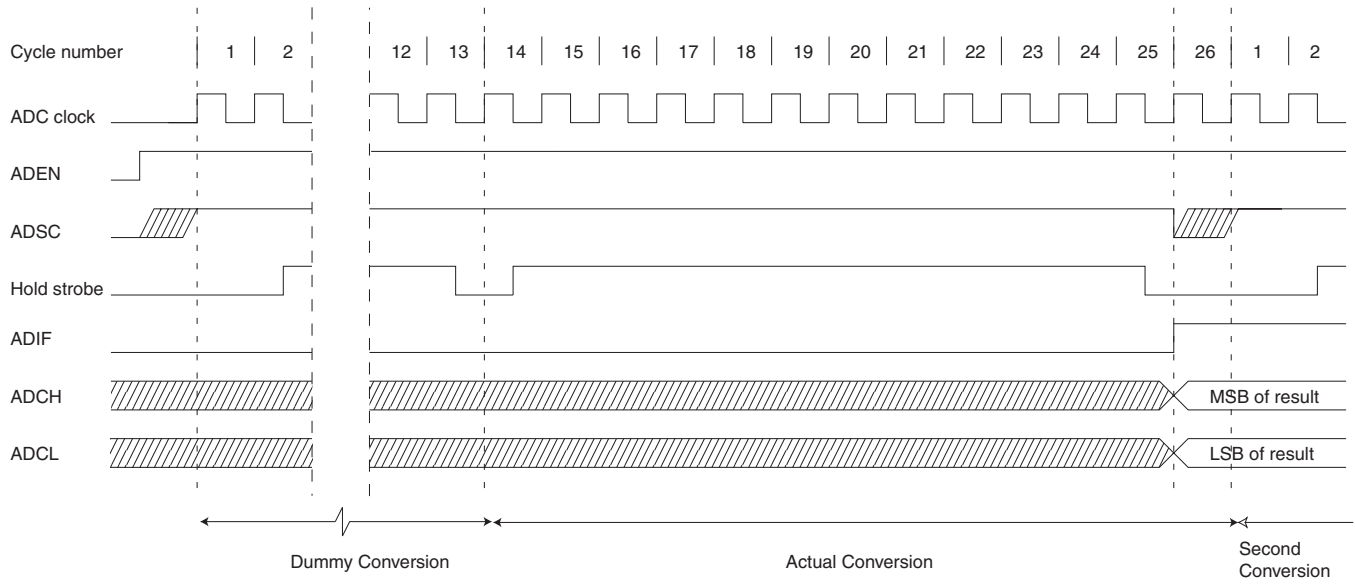 Cycle number 1 2 12 13 14 15 16 17 18 19 20 21 22 23 24 25 26 1 2
ADC clock
ADEN
ADSC
Hold strobe
ADIF
ADCH MSB of result
ADCL LSB of result
Dummy Conversion Actual Conversion Second
Conversion